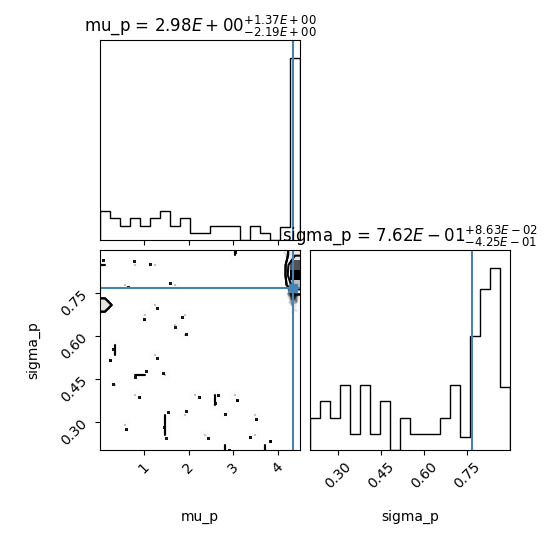 mu_p = 2.98E + 00+1.37E+00−2.19E+00
sigma_p = 7.62E − 01+8.63E−02−4.25E−01
0.75
0.60
0.45
0.30
sigma_p
1 2 3 4
mu_p
0.30 0.45 0.60 0.75
sigma_p